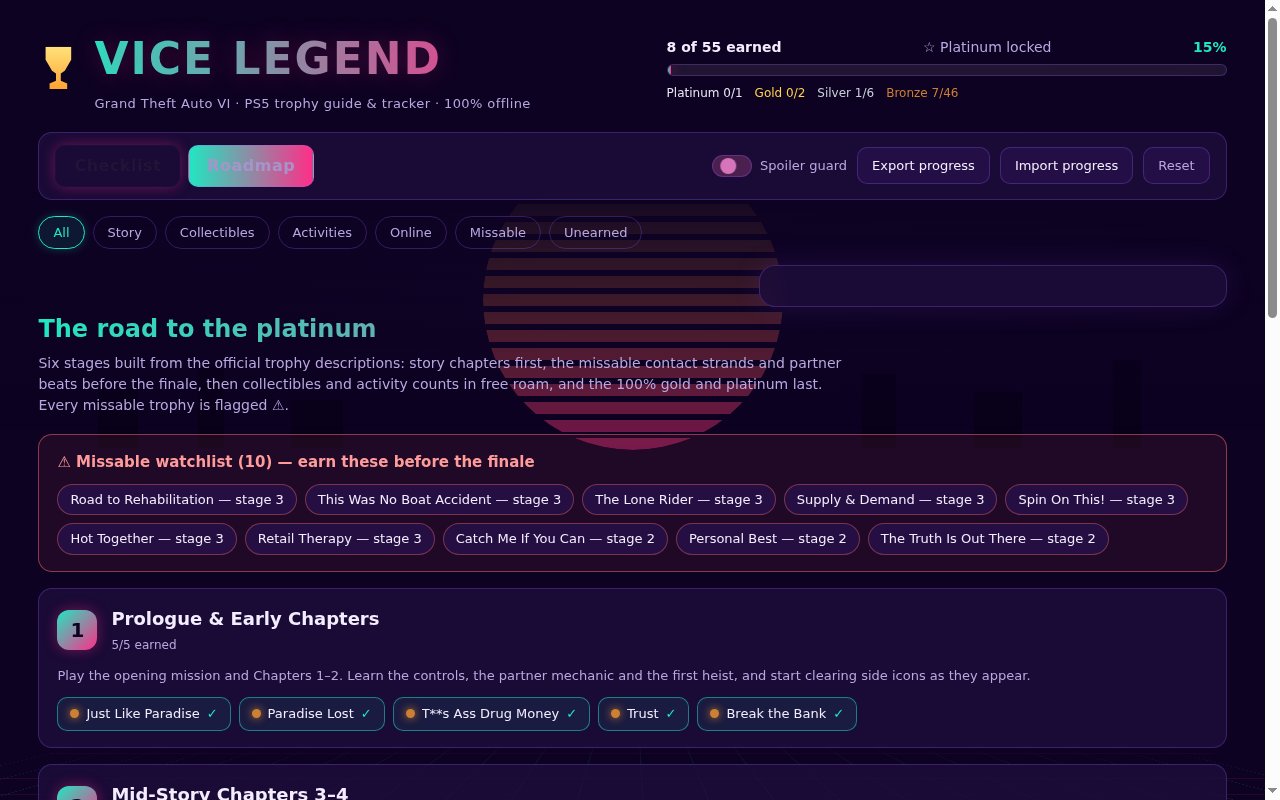 VICE LEGEND
Grand Theft Auto VI · PS5 trophy guide & tracker · 100% offline
8 of 55 earned
☆ Platinum locked
15%
Platinum 0/1
Gold 0/2
Silver 1/6
Bronze 7/46
Checklist
Roadmap
Spoiler guard
Export progress
Import progress
Reset
All
Story
Collectibles
Activities
Online
Missable
Unearned
The road to the platinum
Six stages built from the official trophy descriptions: story chapters first, the missable contact strands and partner
beats before the finale, then collectibles and activity counts in free roam, and the 100% gold and platinum last.
Every missable trophy is flagged ⚠.
⚠ Missable watchlist (10) — earn these before the finale
Road to Rehabilitation — stage 3
This Was No Boat Accident — stage 3
The Lone Rider — stage 3
Supply & Demand — stage 3
Spin On This! — stage 3
Hot Together — stage 3
Retail Therapy — stage 3
Catch Me If You Can — stage 2
Personal Best — stage 2
The Truth Is Out There — stage 2
1
Prologue & Early Chapters
5/5 earned
Play the opening mission and Chapters 1–2. Learn the controls, the partner mechanic and the first heist, and start clearing side icons as they appear.
Just Like Paradise ✓
Paradise Lost ✓
T**s Ass Drug Money ✓
Trust ✓
Break the Bank ✓
Mid-Story Chapters 3–4